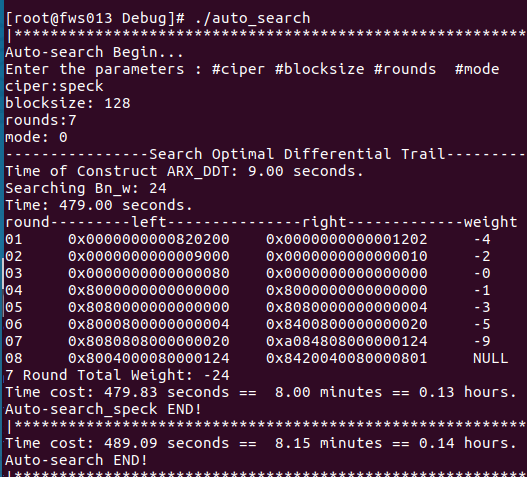 [root@fws013 Debug]# ./auto_search
|*******************************************************
Auto-search Begin...
Enter the parameters : #ciper #blocksize #rounds  #mode
ciper:speck
blocksize: 128
rounds:7
mode: 0
----------------Search Optimal Differential Trail---------
Time of Construct ARX_DDT: 9.00 seconds.
Searching Bn_w: 24
Time: 479.00 seconds.
round---------left---------------right-------------weight
01     0x0000000000820200    0x0000000000001202     -4
02     0x0000000000009000    0x0000000000000010     -2
03     0x0000000000000080    0x0000000000000000     -0
04     0x8000000000000000    0x8000000000000000     -1
05     0x8080000000000000    0x8080000000000004     -3
06     0x8000800000000004    0x8400800000000020     -5
07     0x8080808000000020    0xa084808000000124     -9
08     0x8004000080000124    0x8420040080000801     NULL
7 Round Total Weight: -24
Time cost: 479.83 seconds ==  8.00 minutes == 0.13 hours.
Auto-search_speck END!
|*******************************************************
Time cost: 489.09 seconds ==  8.15 minutes == 0.14 hours.
Auto-search END!
|*******************************************************